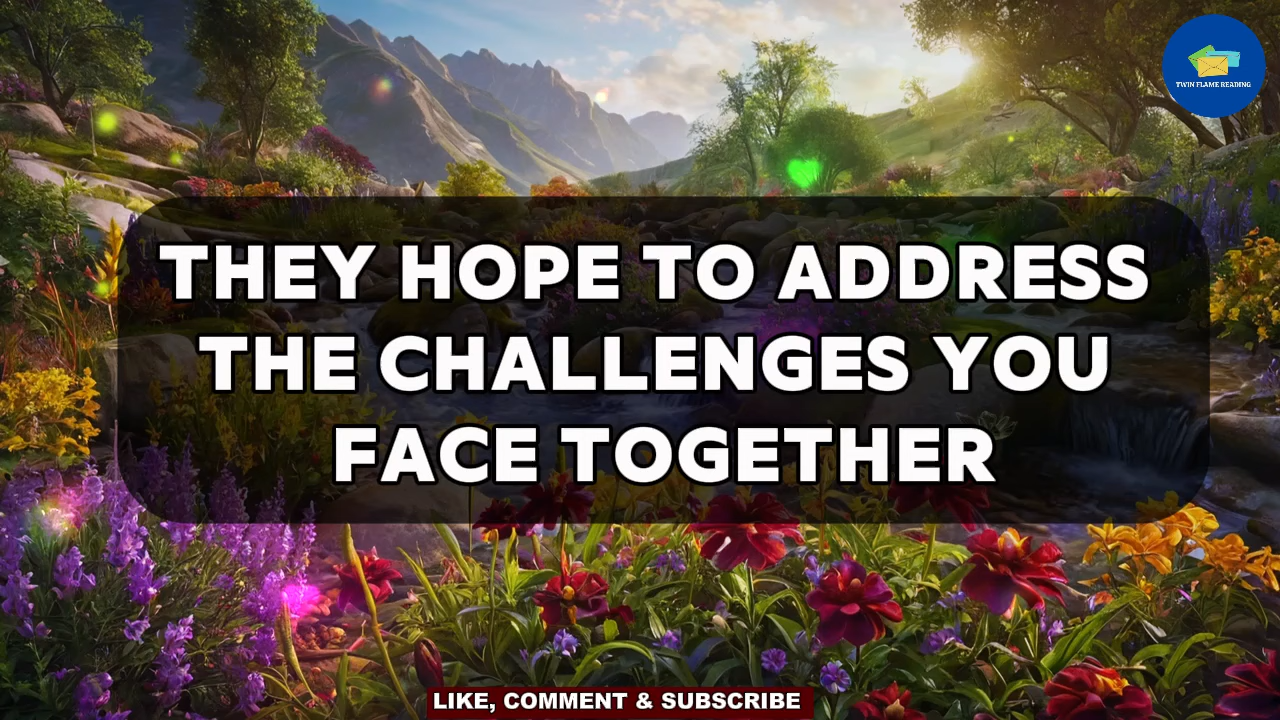 TWIN FLAME READING
THEY HOPE TO ADDRESS
THE CHALLENGES YOU
FACE TOGETHER
LIKE, COMMENT & SUBSCRIBE